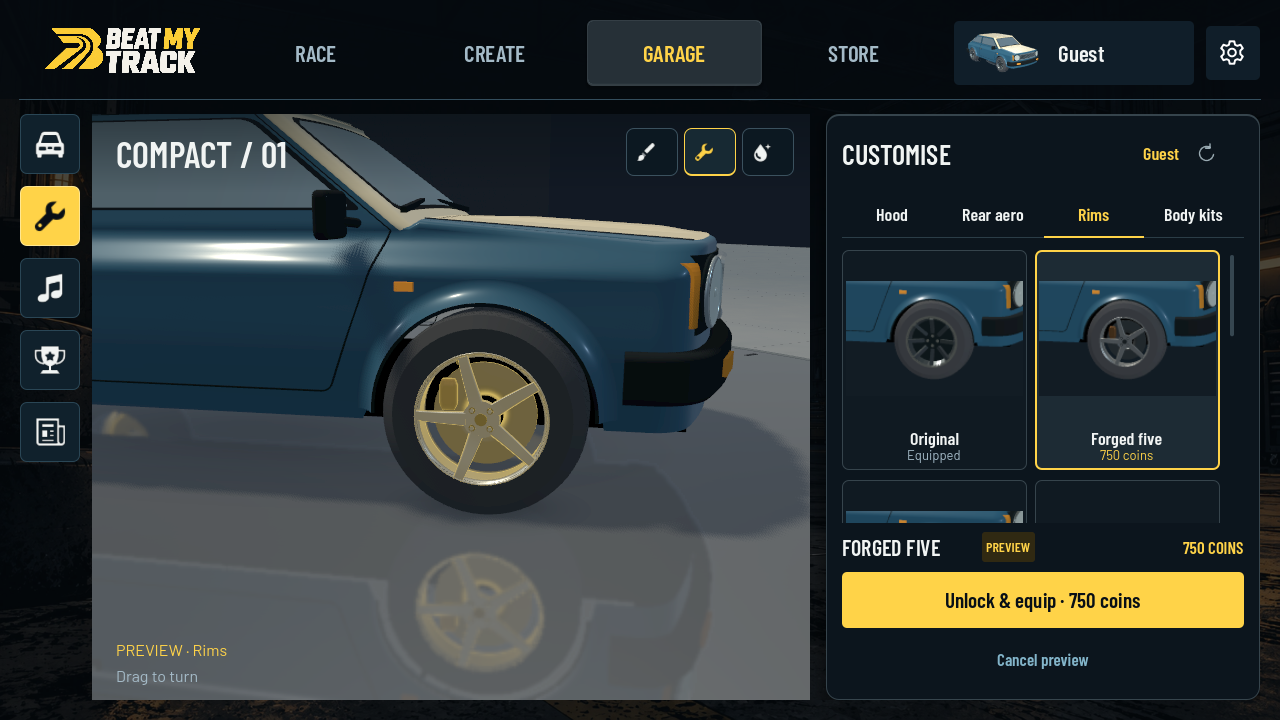 BEAT MY
TRACK
RACE
CREATE
GARAGE
STORE
Guest
COMPACT / 01
CUSTOMISE
Guest
Hood
Rear aero
Rims
Body kits
Original
Equipped
Forged five
750 coins
FORGED FIVE
PREVIEW
750 COINS
Unlock & equip · 750 coins
Cancel preview
PREVIEW · Rims
Drag to turn